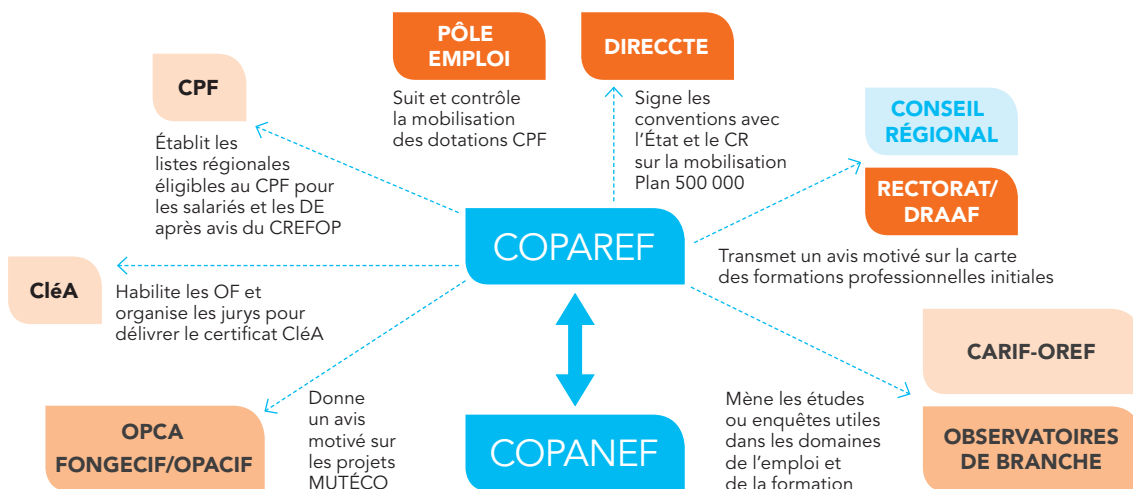 PÔLE
EMPLOI
Suit et contrôle
la mobilisation
des dotations CPF
DIRECCTE
Signe les
conventions avec
l'État et le CR
sur la mobilisation
Plan 500 000
CPF
Établit les
listes régionales
éligibles au CPF pour
les salariés et les DE
après avis du CREFOP
CONSEIL
RÉGIONAL
RECTORAT/
DRAAF
Transmet un avis motivé sur la carte
des formations professionnelles initiales
COPAREF
CléA
Habilite les OF et
organise les jurys pour
délivrer le certificat CléA
OPCA
FONGECIF/OPACIF
Donne
un avis
motivé sur
les projets
MUTÉCO
COPANEF
Mène les études
ou enquêtes utiles
dans les domaines
de l'emploi et
de la formation
CARIF-OREF
OBSERVATOIRES
DE BRANCHE